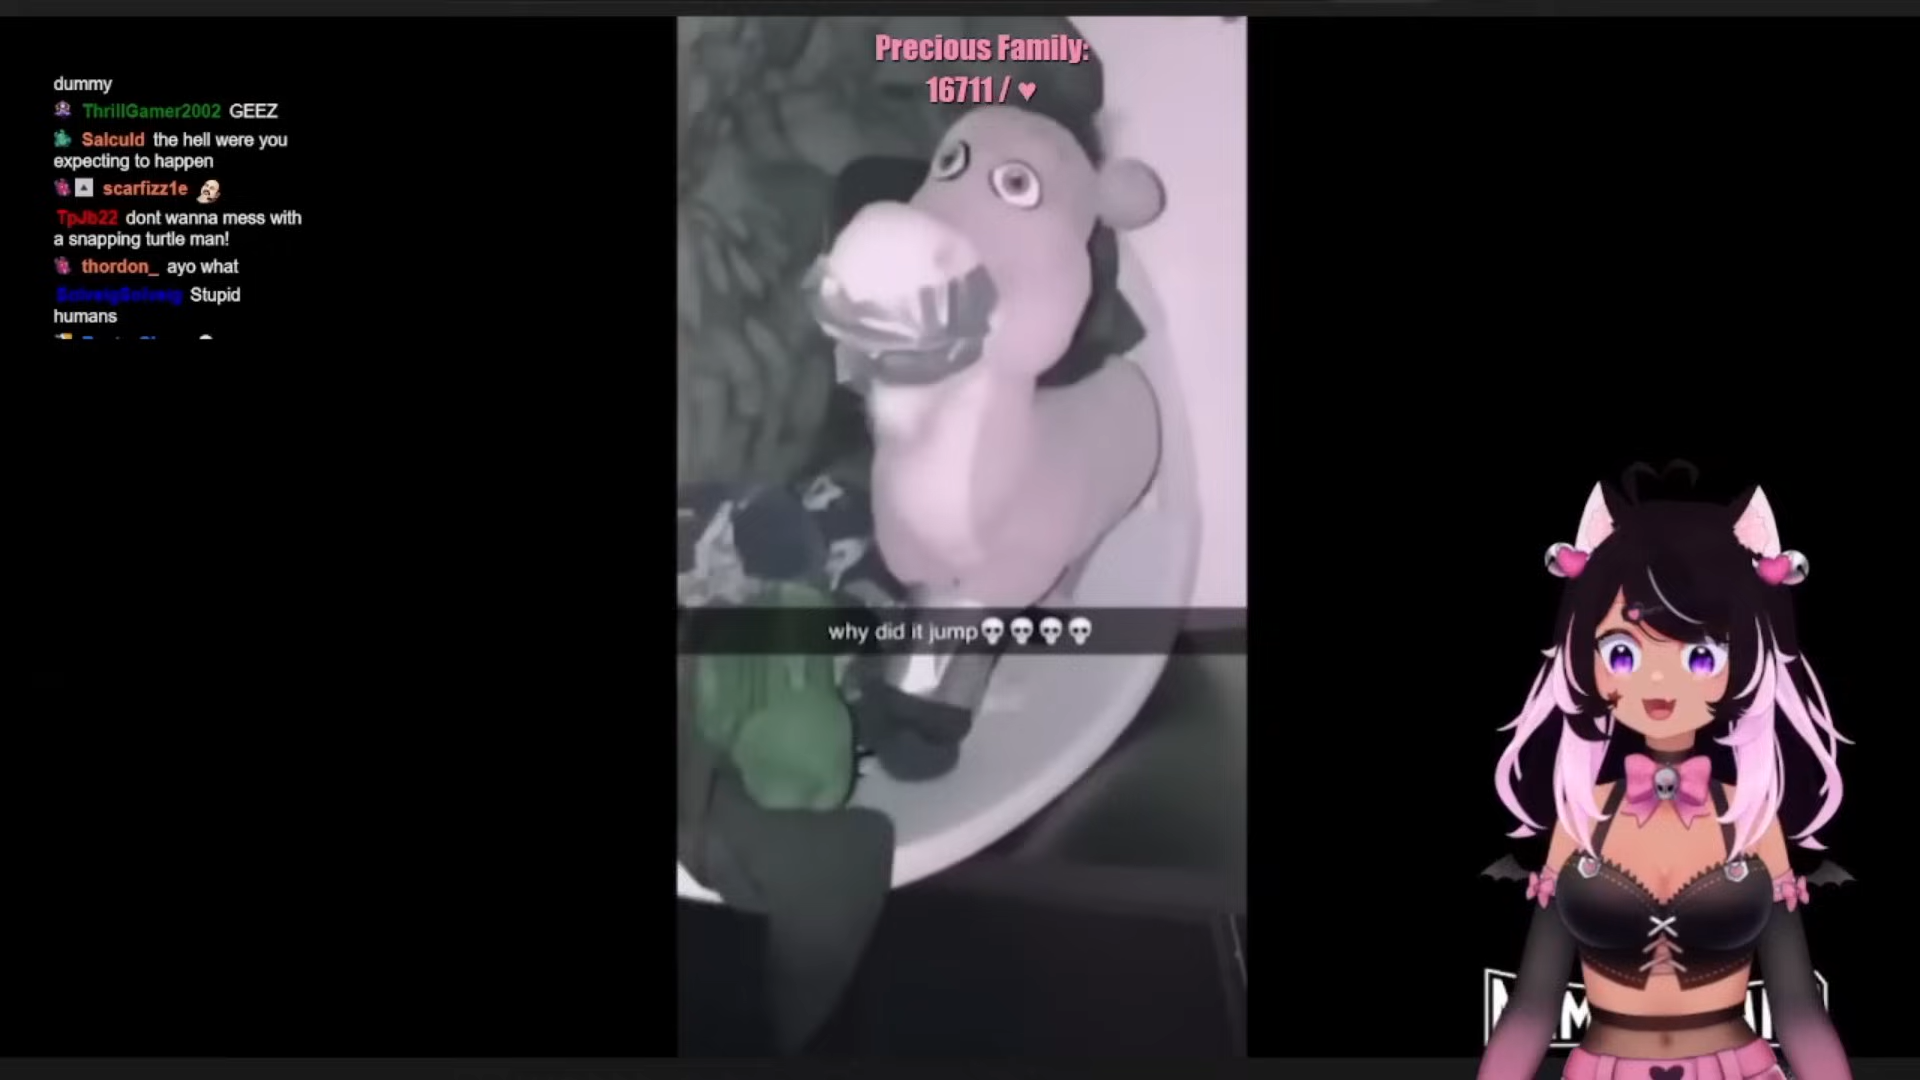 Precious Family:
16711 / ♥
dummy
ThrillGamer2002 GEEZ
Salculd the hell were you
expecting to happen
scarfizz1e
TpJb22 dont wanna mess with
a snapping turtle man!
thordon_ ayo what
Stupid
humans
why did it jump💀💀💀💀